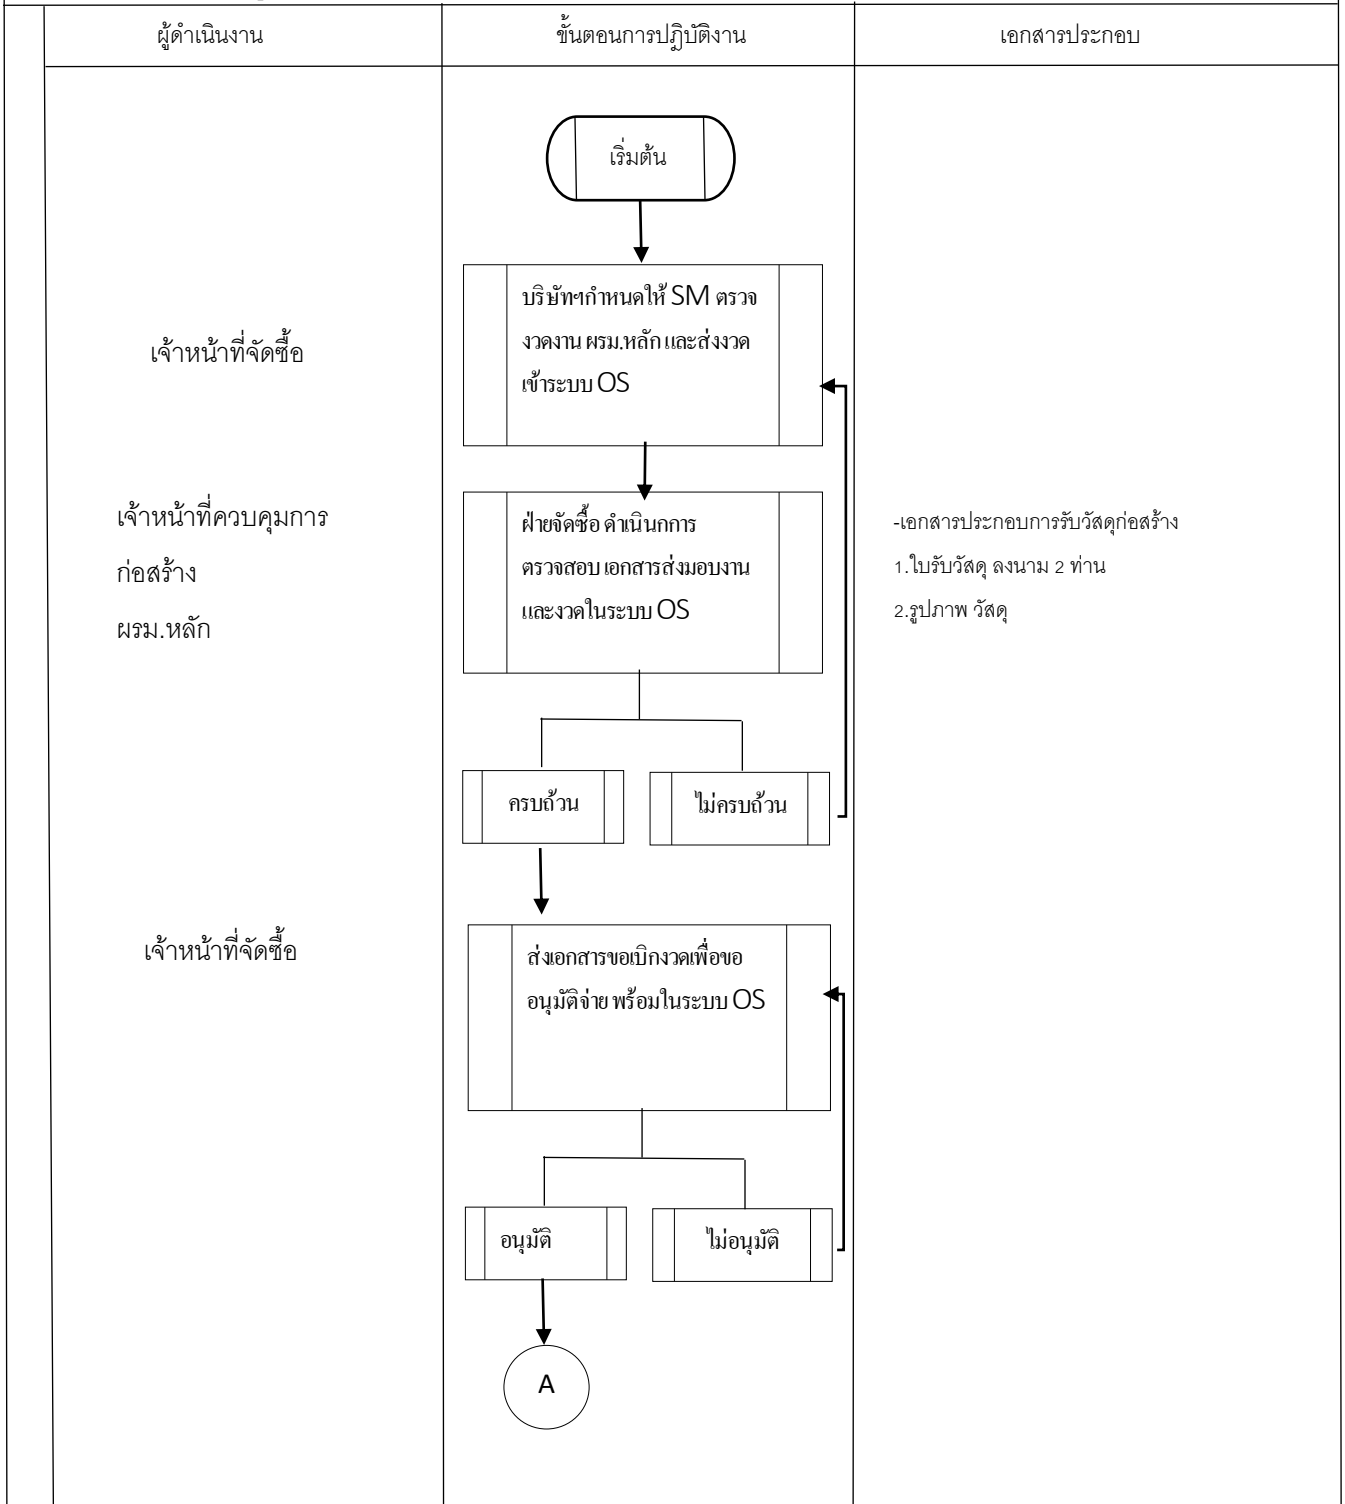 ผู้ดำเนินงาน
ขั้นตอนการปฏิบัติงาน
เอกสารประกอบ
เริ่มต้น
เจ้าหน้าที่จัดซื้อ
บริษัทฯกำหนดให้ SM ตรวจ
งวดงาน ผรม.หลัก และส่งงวด
เข้าระบบ OS
เจ้าหน้าที่ควบคุมการ
ก่อสร้าง
ผรม.หลัก
ฝ่ายจัดซื้อ ดำเนินกการ
ตรวจสอบ เอกสารส่งมอบงาน
และงวดในระบบ OS
-เอกสารประกอบการรับวัสดุก่อสร้าง
1.ใบรับวัสดุ ลงนาม 2 ท่าน
2.รูปภาพ วัสดุ
ครบถ้วน
ไม่ครบถ้วน
เจ้าหน้าที่จัดซื้อ
ส่งเอกสารขอเบิกงวดเพื่อขอ
อนุมัติจ่าย พร้อมในระบบ OS
อนุมัติ
ไม่อนุมัติ
A